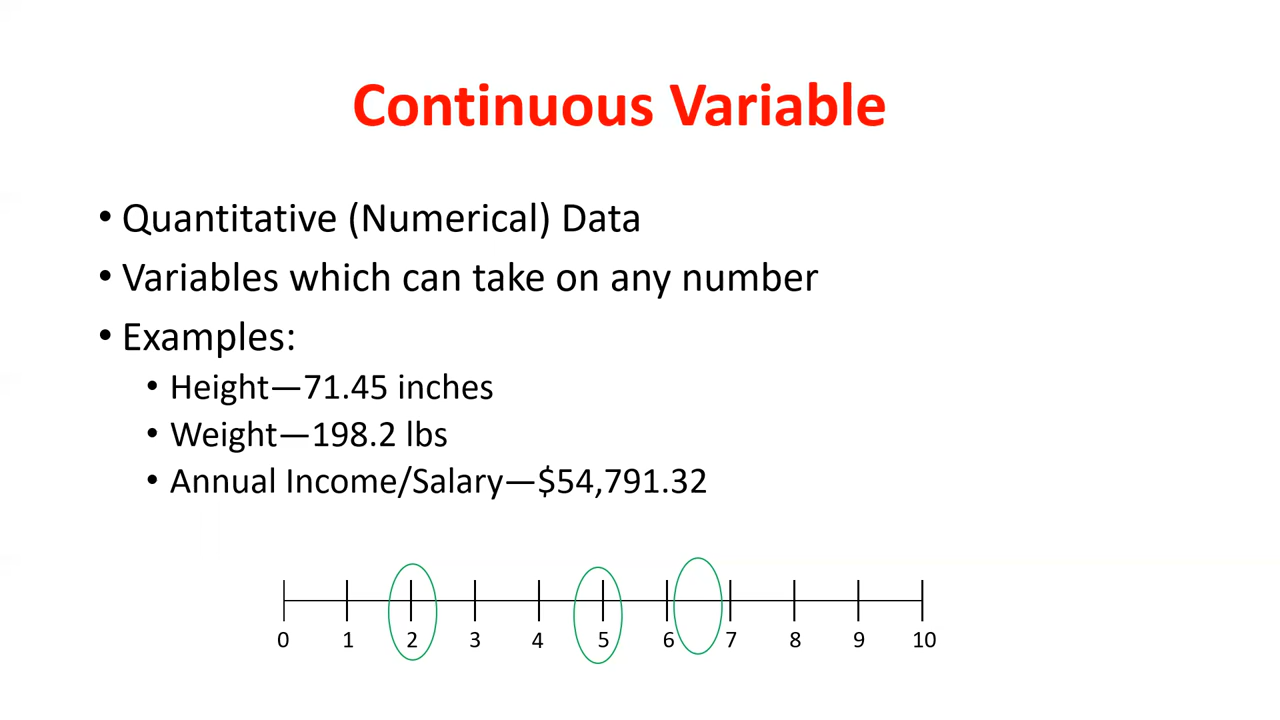 Continuous Variable
• Quantitative (Numerical) Data
• Variables which can take on any number
• Examples:
• Height—71.45 inches
• Weight—198.2 lbs
• Annual Income/Salary—$54,791.32
0 1 2 3 4 5 6 7 8 9 10